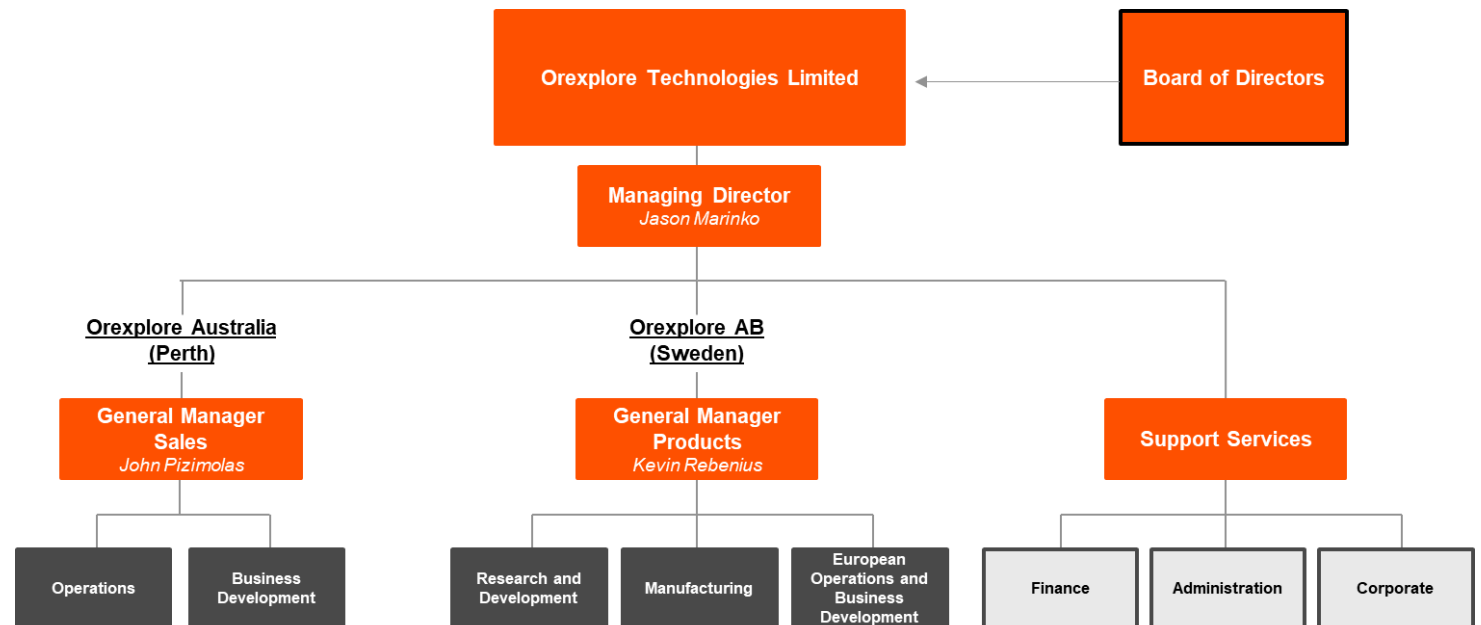 Orexplore Technologies Limited
Board of Directors
Managing Director
Jason Marinko
Orexplore Australia
(Perth)
Orexplore AB
(Sweden)
General Manager
Sales
John Pizimolas
General Manager
Products
Kevin Rebenius
Support Services
Operations
Business
Development
Research and
Development
Manufacturing
European
Operations and
Business
Development
Finance
Administration
Corporate